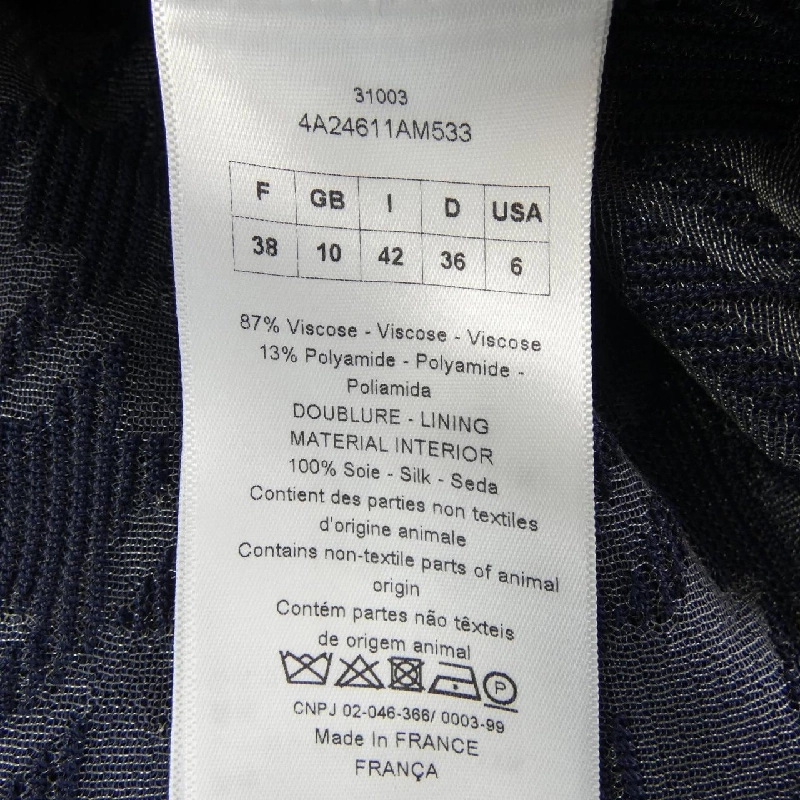 31003
4A24611AM533
F GB I D USA
38 10 42 36 6
87% Viscose - Viscose - Viscose
13% Polyamide - Polyamide -
Poliamida
DOUBLURE - LINING
MATERIAL INTERIOR
100% Soie - Silk - Seda
Contient des parties non textiles
d'origine animale
Contains non-textile parts of animal
origin
Contém partes não têxteis
de origem animal
P
CNPJ 02-046-366/ 0003-99
Made In FRANCE
FRANÇA